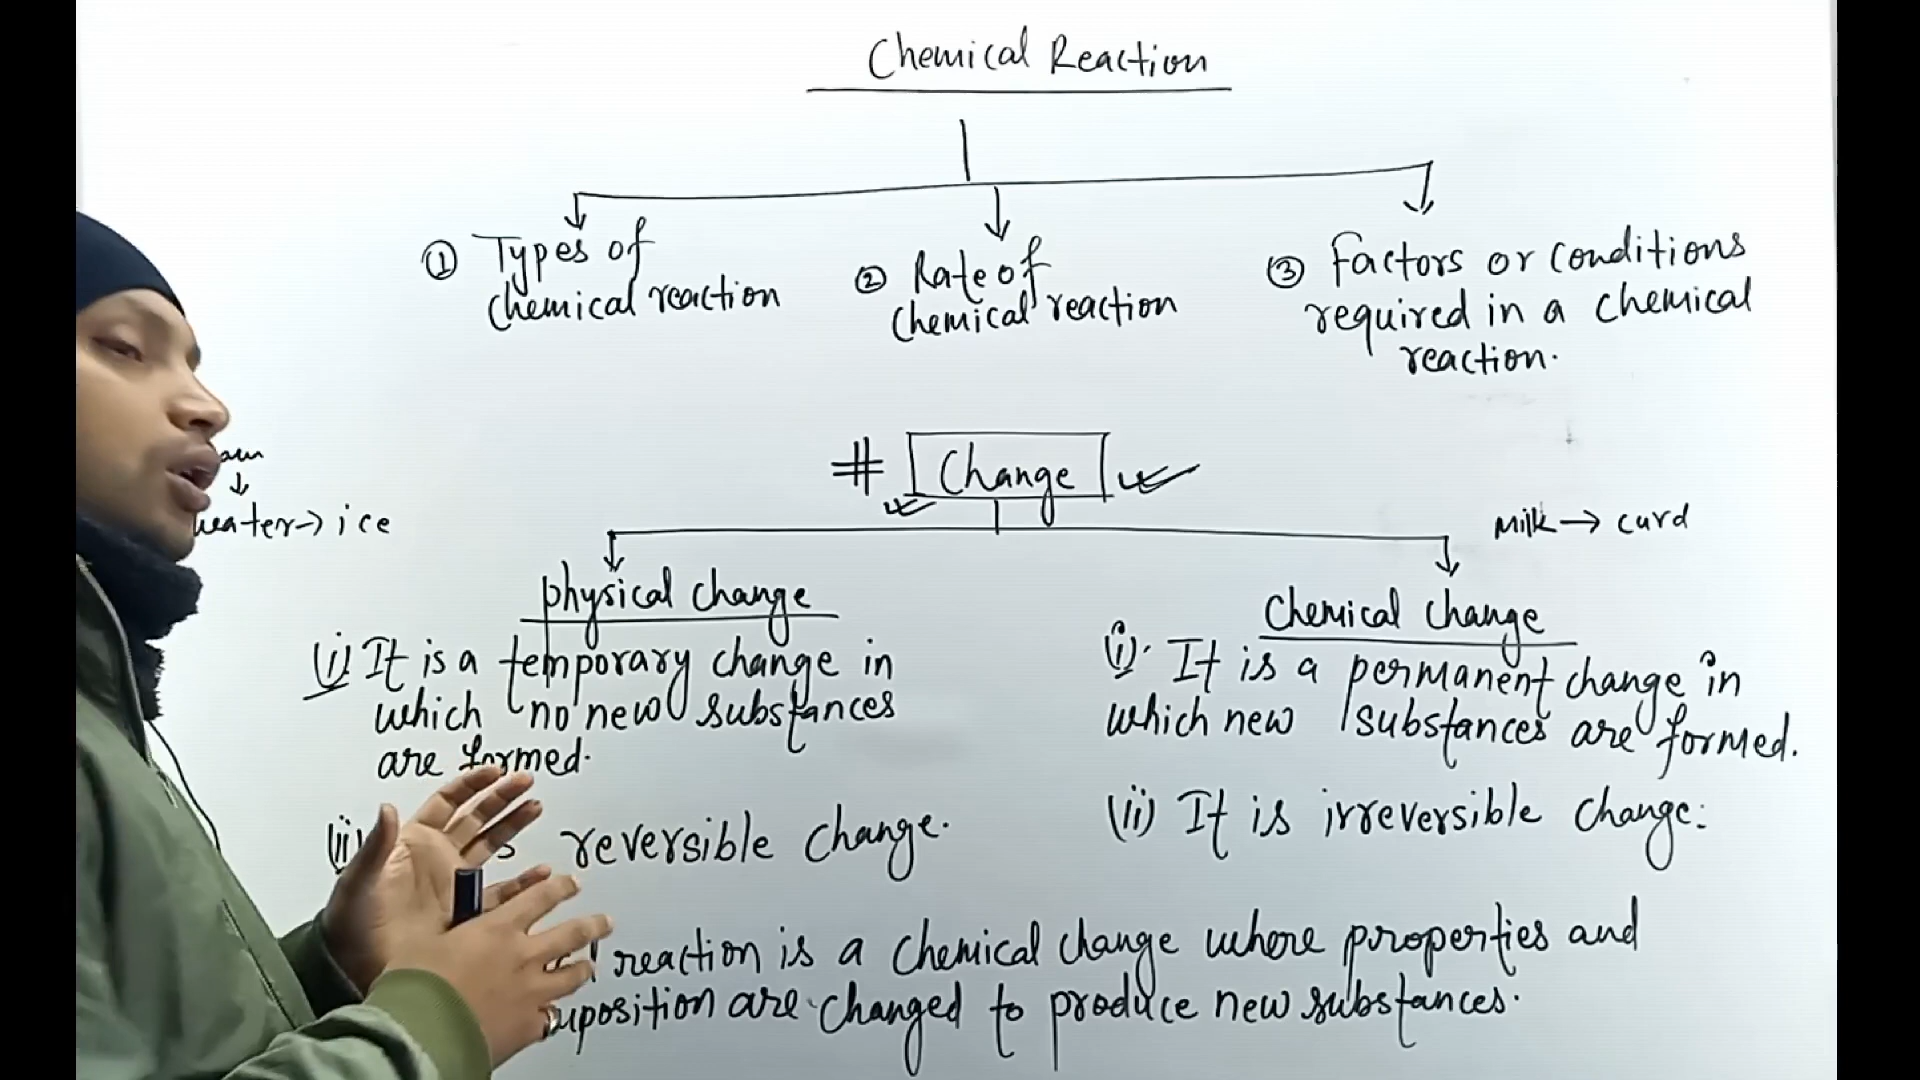 Chemical Reaction
① Types of
chemical reaction
② Rate of
chemical reaction
③ Factors or conditions
required in a chemical
reaction.
# Change
water → ice
Milk → curd
physical change
(i) It is a temporary change in
which no new substances
are formed.
(ii) reversible change.
Chemical change
(i). It is a permanent change in
which new substances are formed.
(ii) It is irreversible change:
reaction is a chemical change where properties and
are changed to produce new substances.